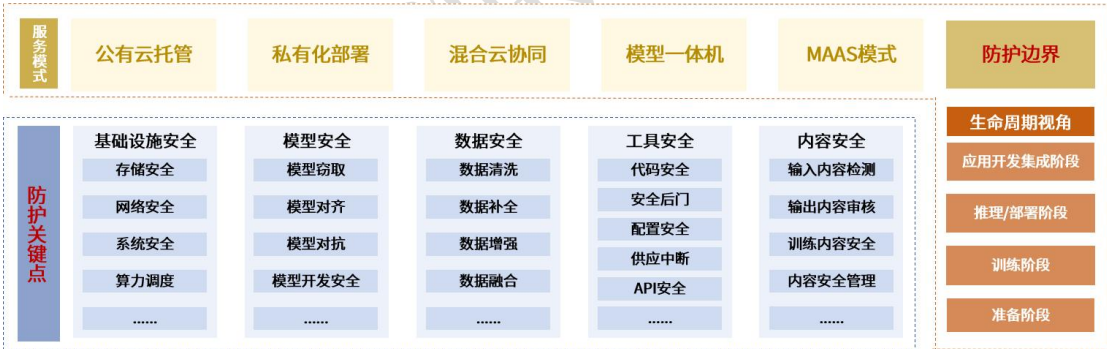 服务模式
公有云托管
私有化部署
混合云协同
模型一体机
MAAS模式
防护边界
防护关键点
基础设施安全
存储安全
网络安全
系统安全
算力调度
......
模型安全
模型窃取
模型对齐
模型对抗
模型开发安全
......
数据安全
数据清洗
数据补全
数据增强
数据融合
......
工具安全
代码安全
安全后门
配置安全
供应中断
API安全
......
内容安全
输入内容检测
输出内容审核
训练内容安全
内容安全管理
......
生命周期视角
应用开发集成阶段
推理/部署阶段
训练阶段
准备阶段